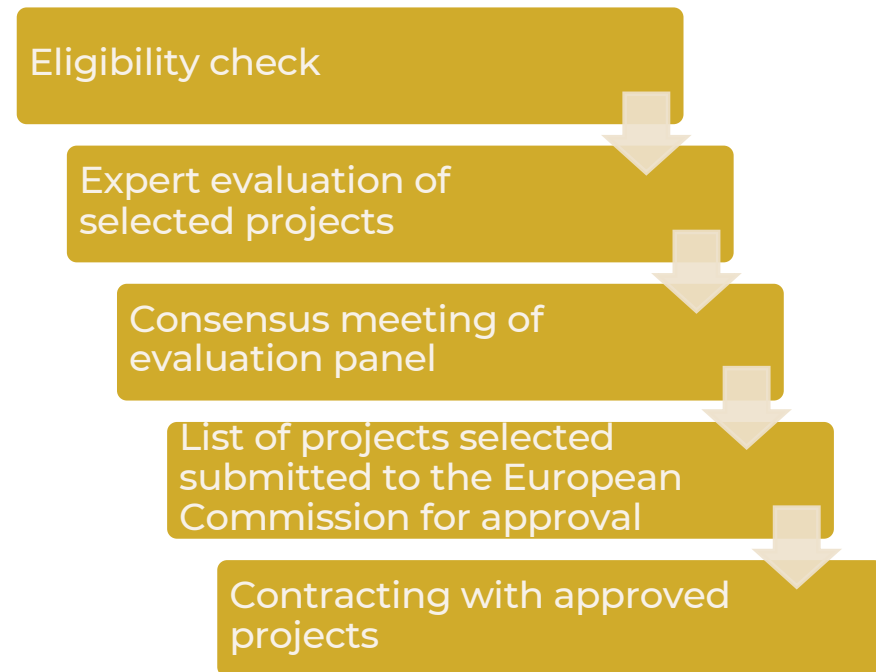 Eligibility check
Expert evaluation of
selected projects
Consensus meeting of
evaluation panel
List of projects selected
submitted to the European
Commission for approval
Contracting with approved
projects